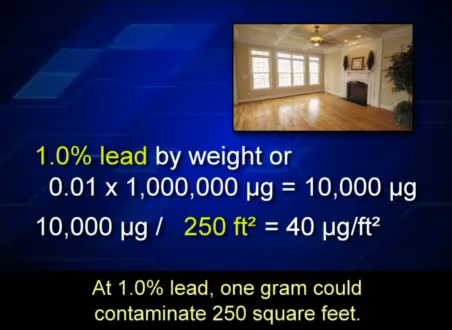 1.0% lead by weight or
0.01 x 1,000,000 µg = 10,000 µg
10,000 µg / 250 ft² = 40 µg/ft²
At 1.0% lead, one gram could
contaminate 250 square feet.